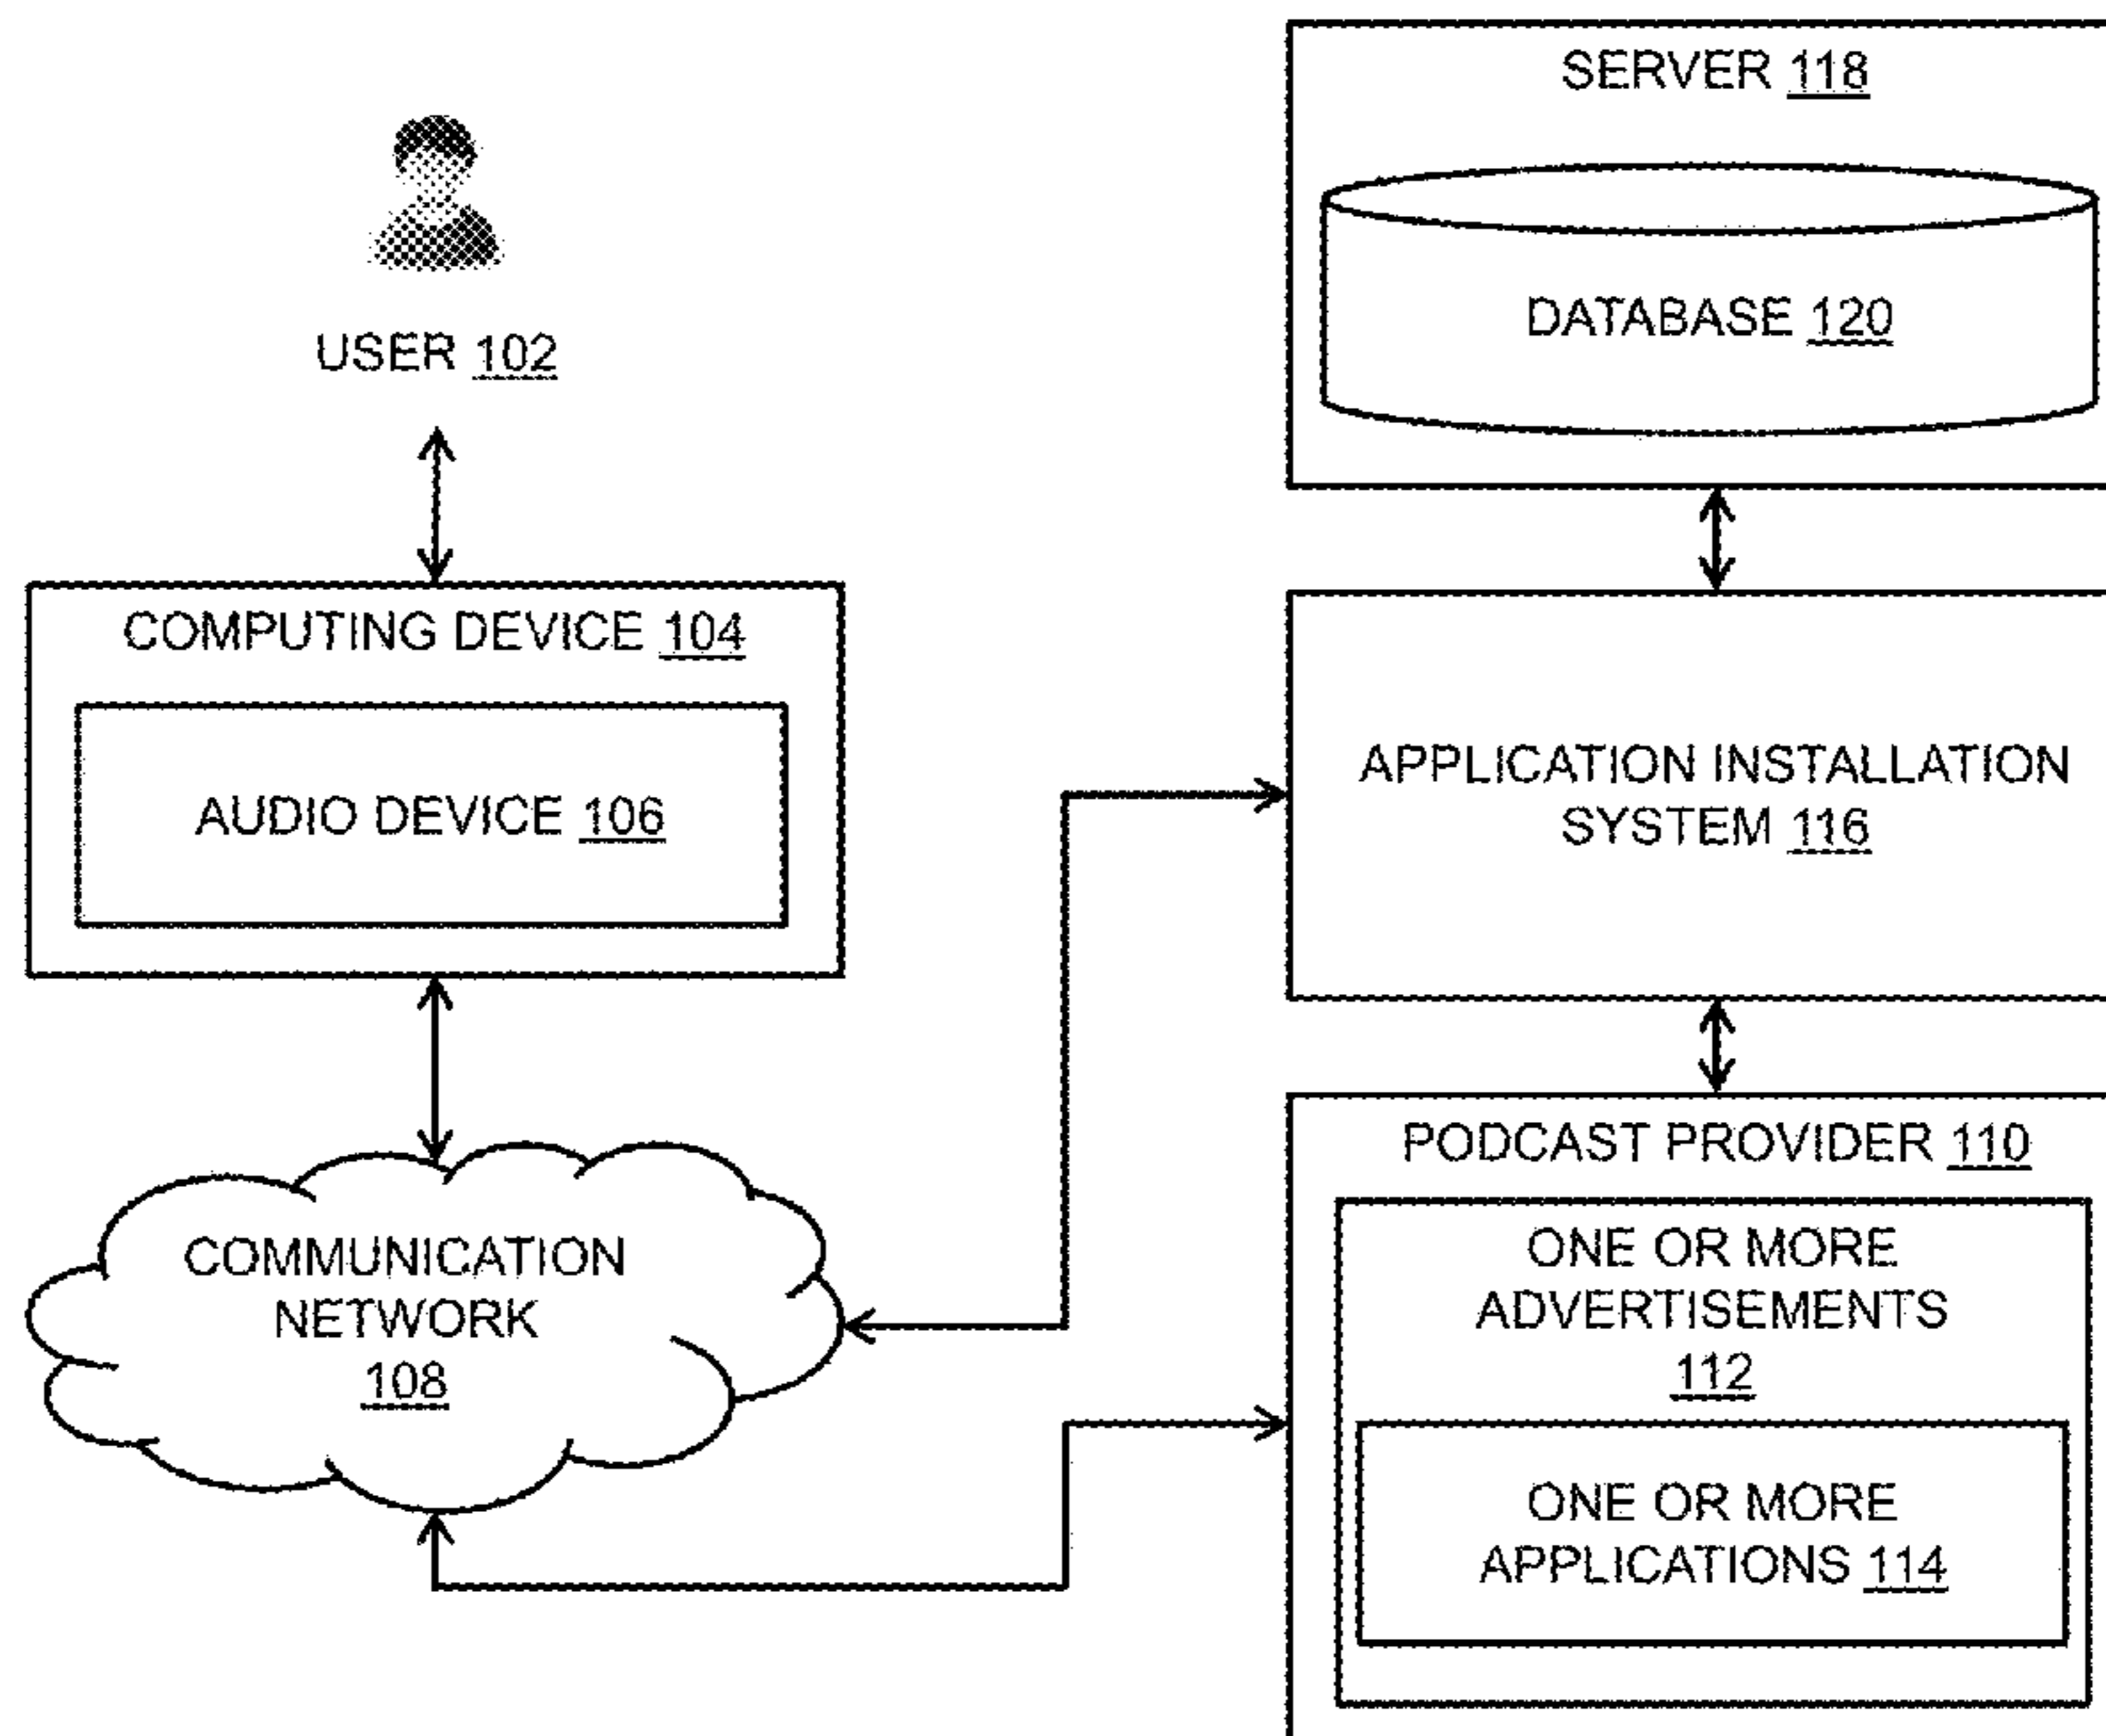 USER 102
COMPUTING DEVICE 104
AUDIO DEVICE 106
COMMUNICATION
NETWORK
108
SERVER 118
DATABASE 120
APPLICATION INSTALLATION
SYSTEM 116
PODCAST PROVIDER 110
ONE OR MORE
ADVERTISEMENTS
112
ONE OR MORE
APPLICATIONS 114